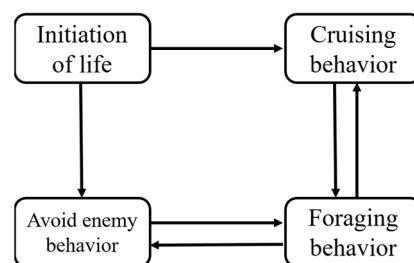 Initiation
of life
Cruising
behavior
Avoid enemy
behavior
Foraging
behavior